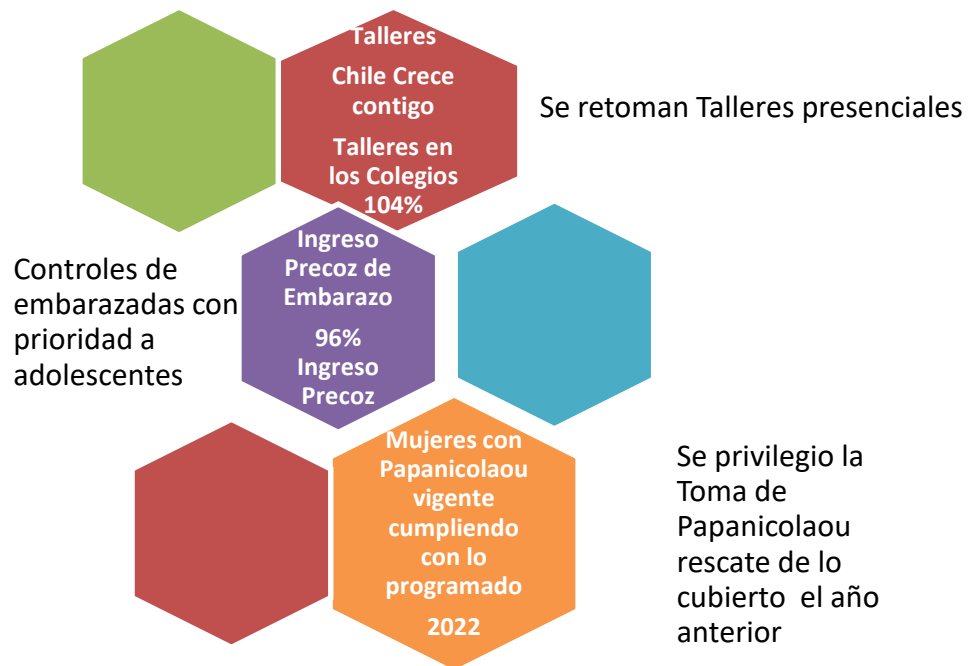 Talleres
Chile Crece
contigo
Talleres en
los Colegios
104%
Se retoman Talleres presenciales
Controles de
embarazadas con
prioridad a
adolescentes
Ingreso
Precoz de
Embarazo
96%
Ingreso
Precoz
Mujeres con
Papanicolaou
vigente
cumpliendo
con lo
programado
2022
Se privilegio la
Toma de
Papanicolaou
rescate de lo
cubierto el año
anterior